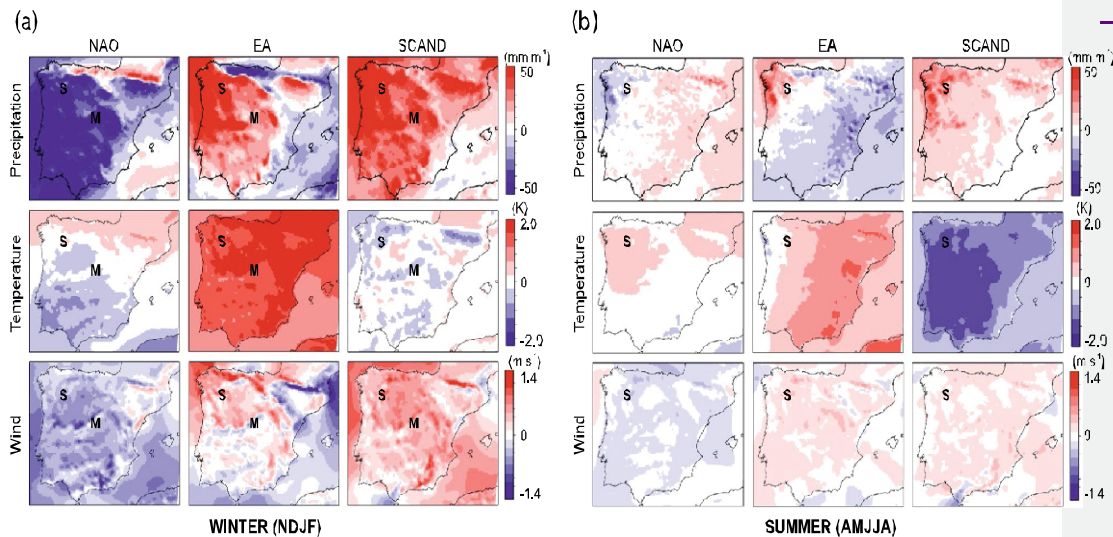 (a)
(b)
NAO EA SCAND (mm m⁻¹)
NAO EA SCAND (mm m⁻¹)
Precipitation S M S M S 50 0 -50
Precipitation S S S 50 0 -50
(K)
(K)
Temperature S M S M S M 2.0 0 -2.0
Temperature S S S 2.0 0 -2.0
(m s⁻¹)
(m s⁻¹)
Wind S M S M S M 1.4 0 -1.4
Wind S S S 1.4 0 -1.4
WINTER (NDJF)
SUMMER (AMJJA)